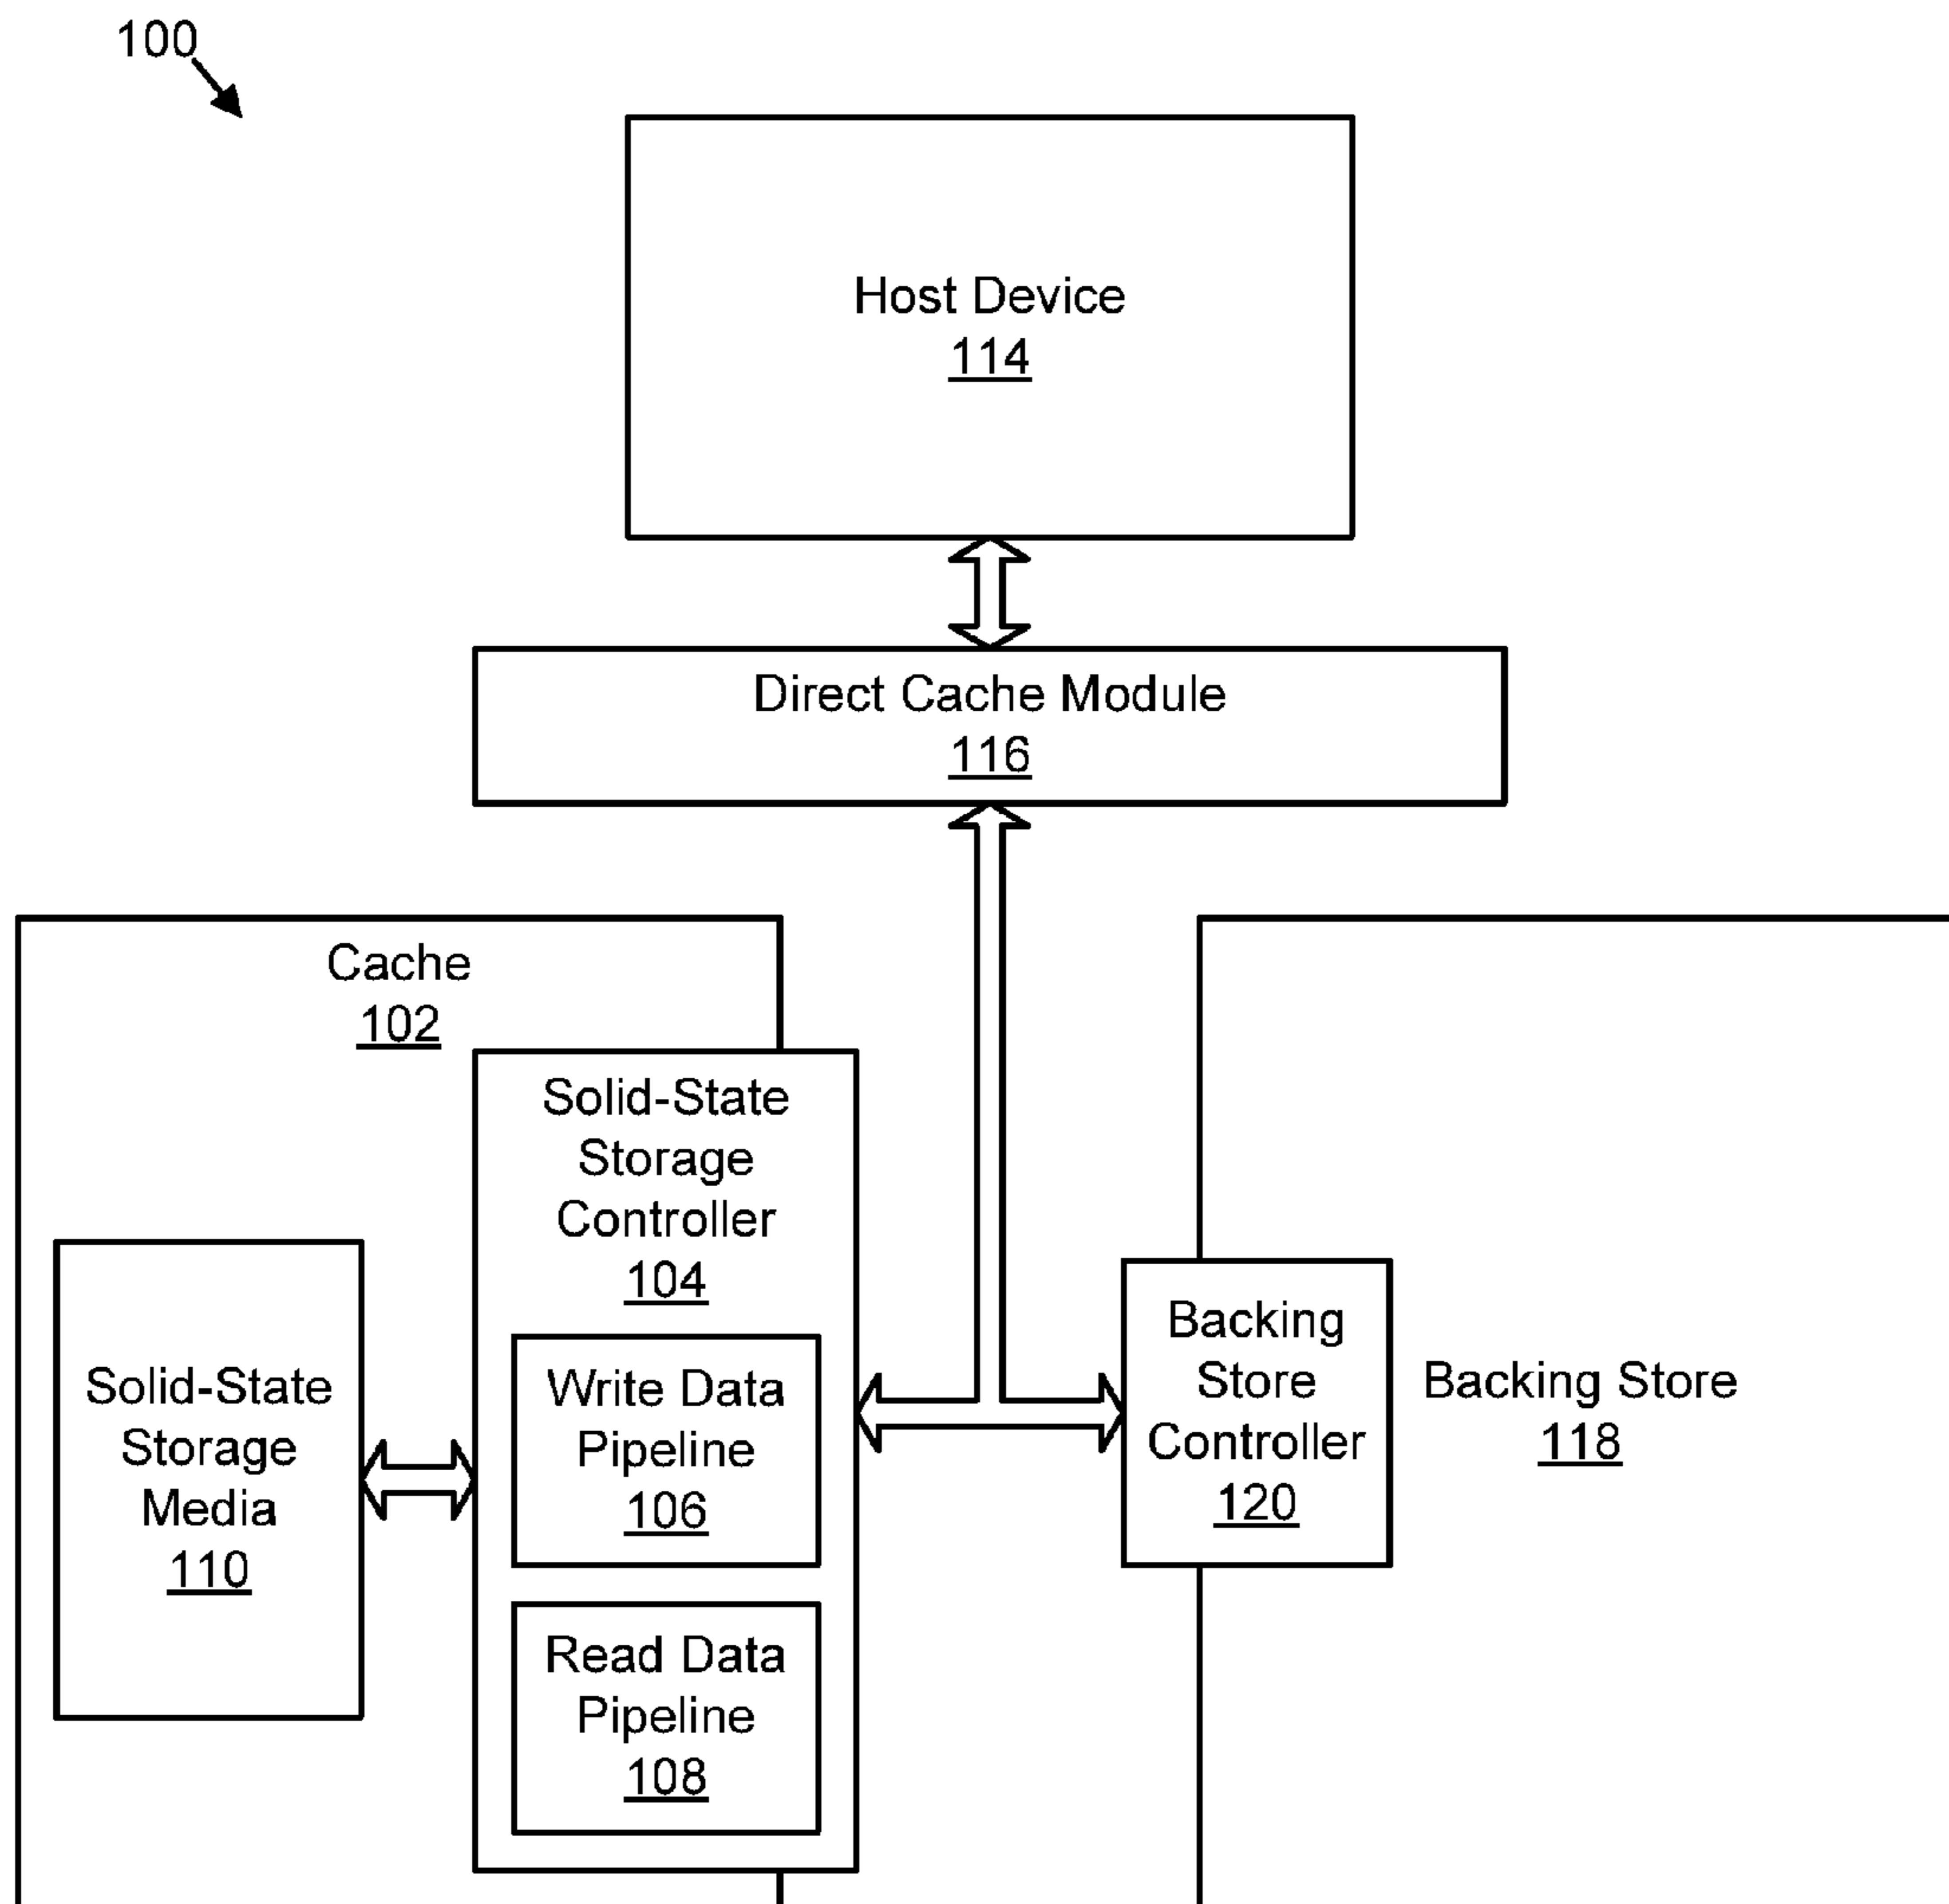 100
Host Device
114
Direct Cache Module
116
Cache
102
Solid-State
Storage
Controller
104
Solid-State
Storage
Media
110
Write Data
Pipeline
106
Read Data
Pipeline
108
Backing
Store
Controller
120
Backing Store
118